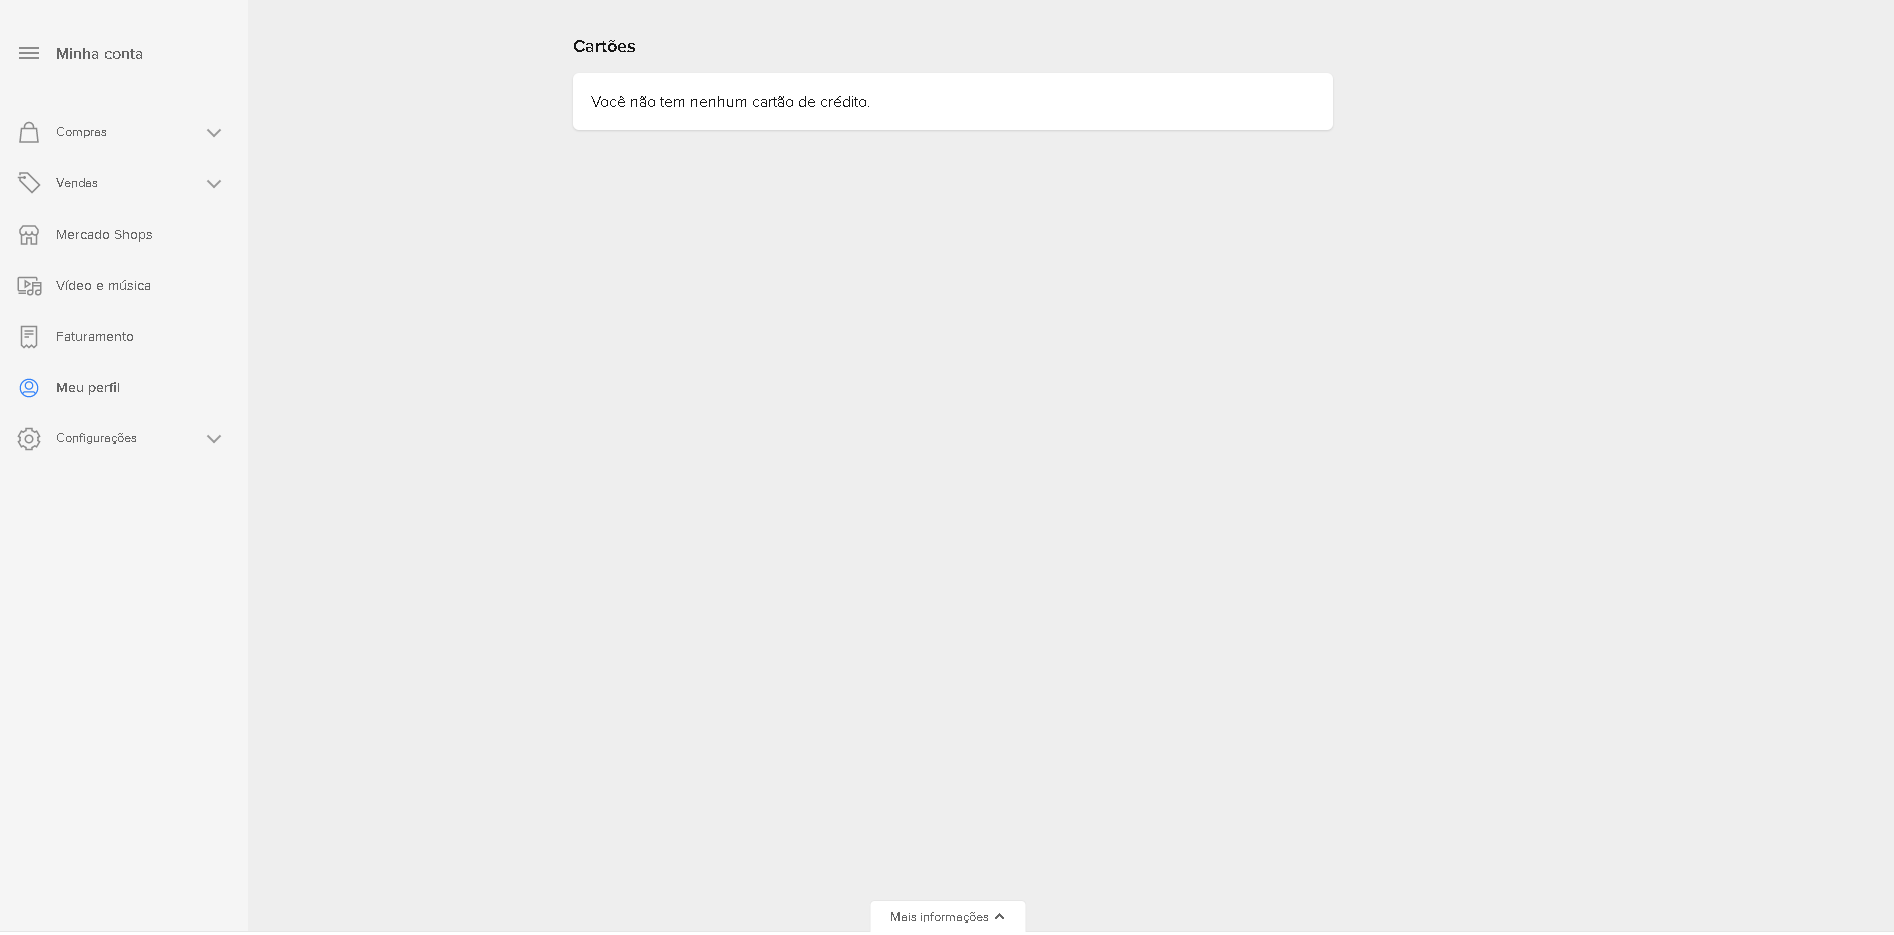 Minha conta
Compras
Vendas
Mercado Shops
Vídeo e música
Faturamento
Meu perfil
Configurações
Cartões
Você não tem nenhum cartão de crédito.
Mais informações